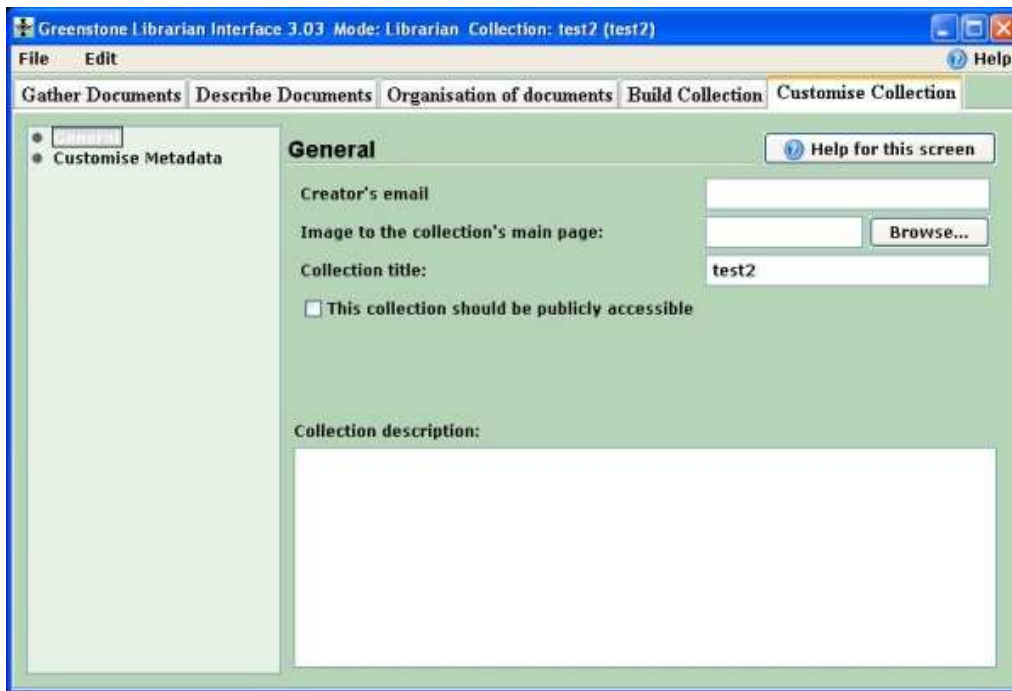 Greenstone Librarian Interface 3.03 Mode: Librarian Collection: test2 (test2)
File Edit Help
Gather Documents Describe Documents Organisation of documents Build Collection Customise Collection
General
Customise Metadata
General Help for this screen
Creator's email
Image to the collection's main page: Browse...
Collection title: test2
This collection should be publicly accessible
Collection description: